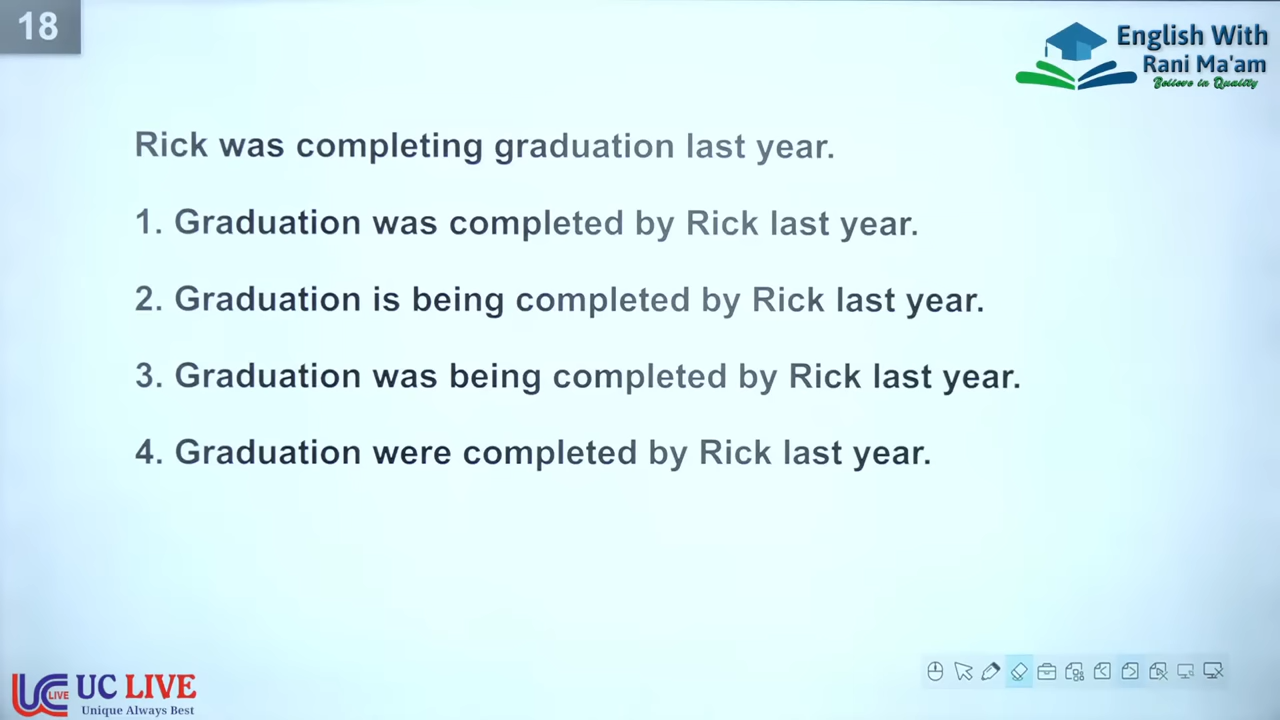 18
English With
Rani Ma'am
Believe in Quality
Rick was completing graduation last year.
1. Graduation was completed by Rick last year.
2. Graduation is being completed by Rick last year.
3. Graduation was being completed by Rick last year.
4. Graduation were completed by Rick last year.
UC LIVE
LIVE
Unique Always Best